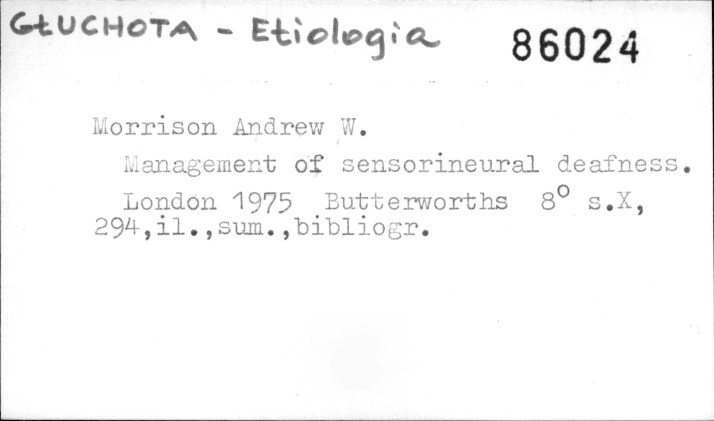 GŁUCHOTA - Etiologia
86024
Morrison Andrew W.
Management of sensorineural deafness.
London 1975 Butterworths 8° s.X,
294,il.,sum.,bibliogr.